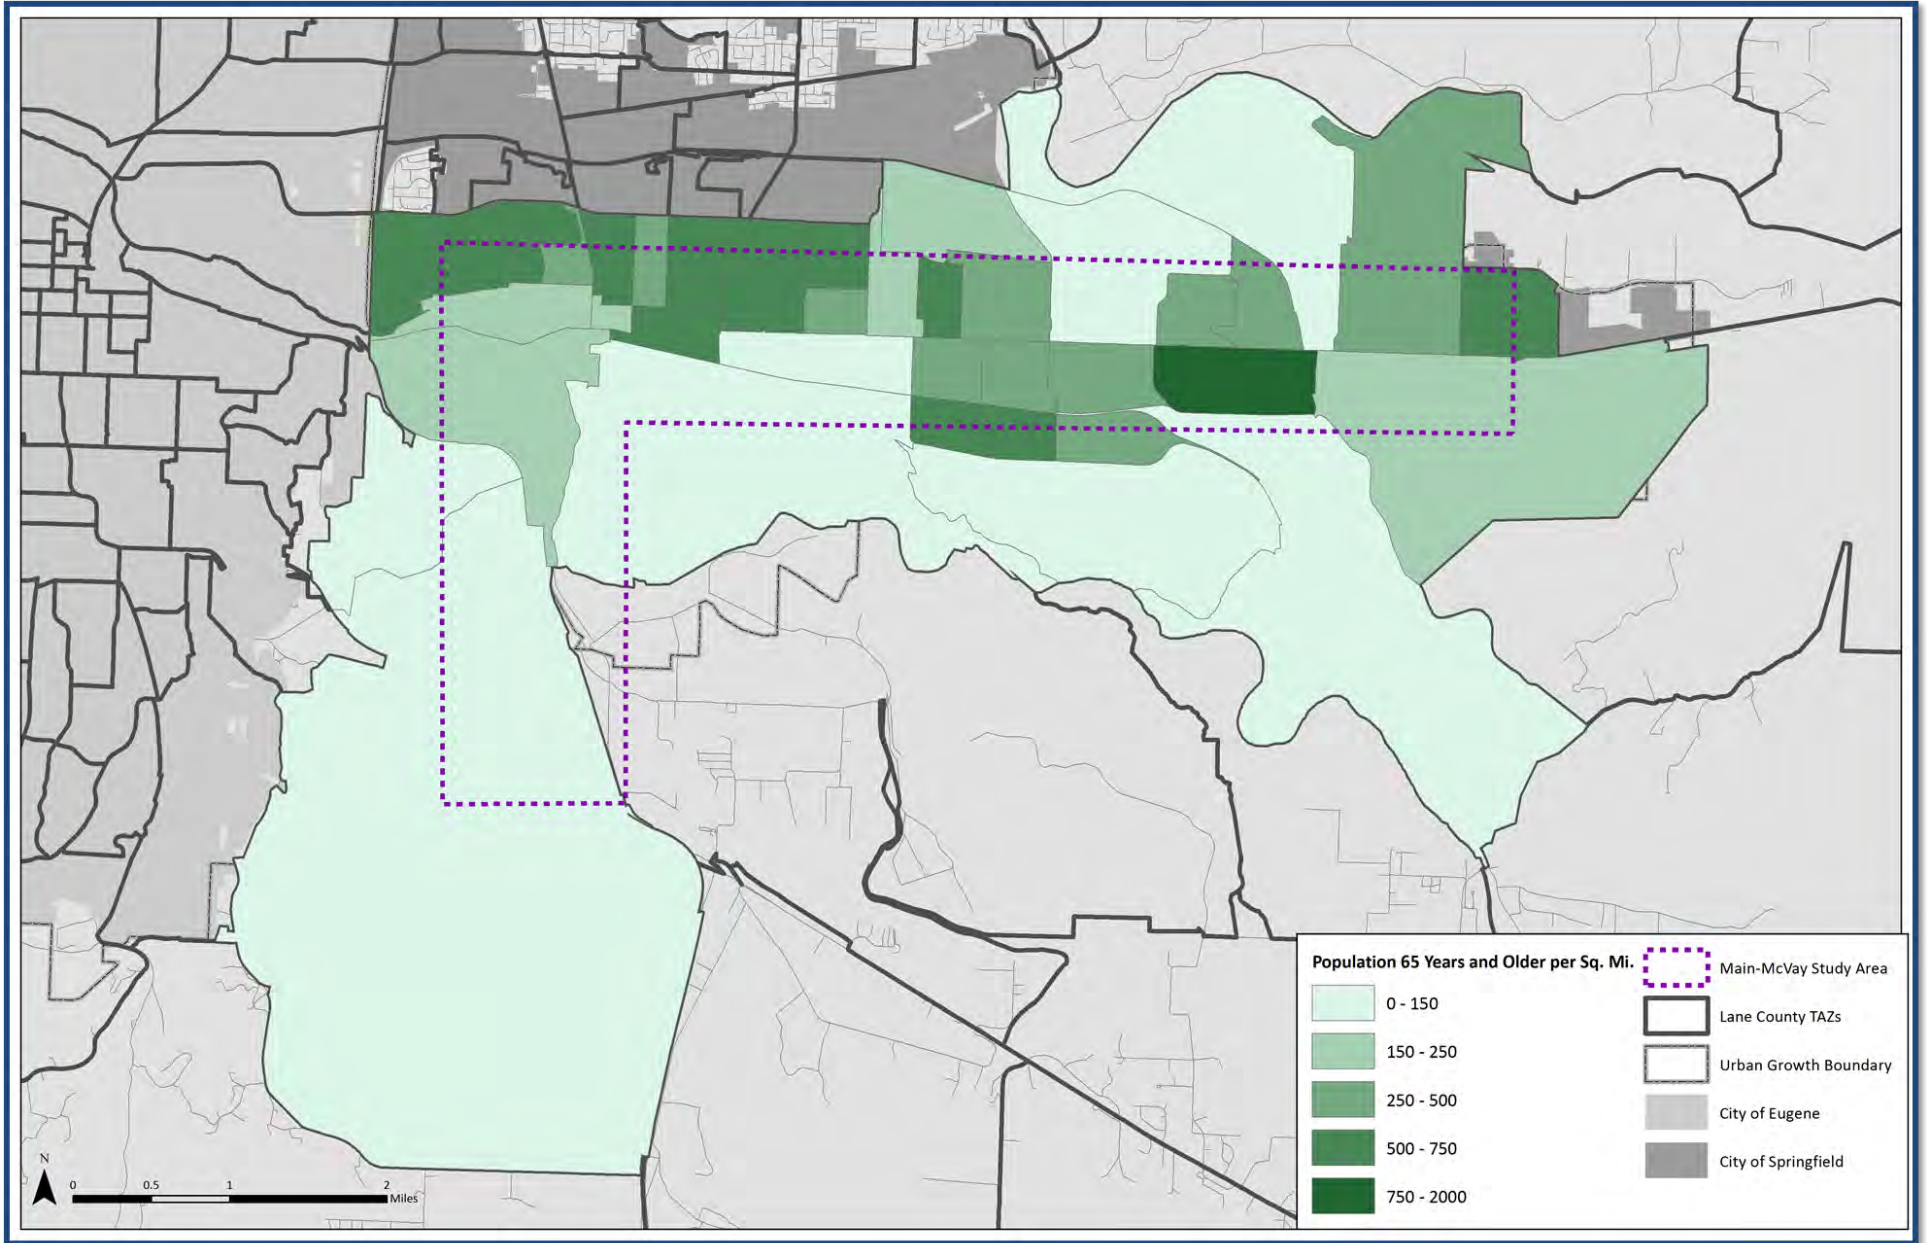 Population 65 Years and Older per Sq. Mi.
0 - 150
150 - 250
250 - 500
500 - 750
750 - 2000
Main-McVay Study Area
Lane County TAZs
Urban Growth Boundary
City of Eugene
City of Springfield
N
0 0.5 1 2
Miles